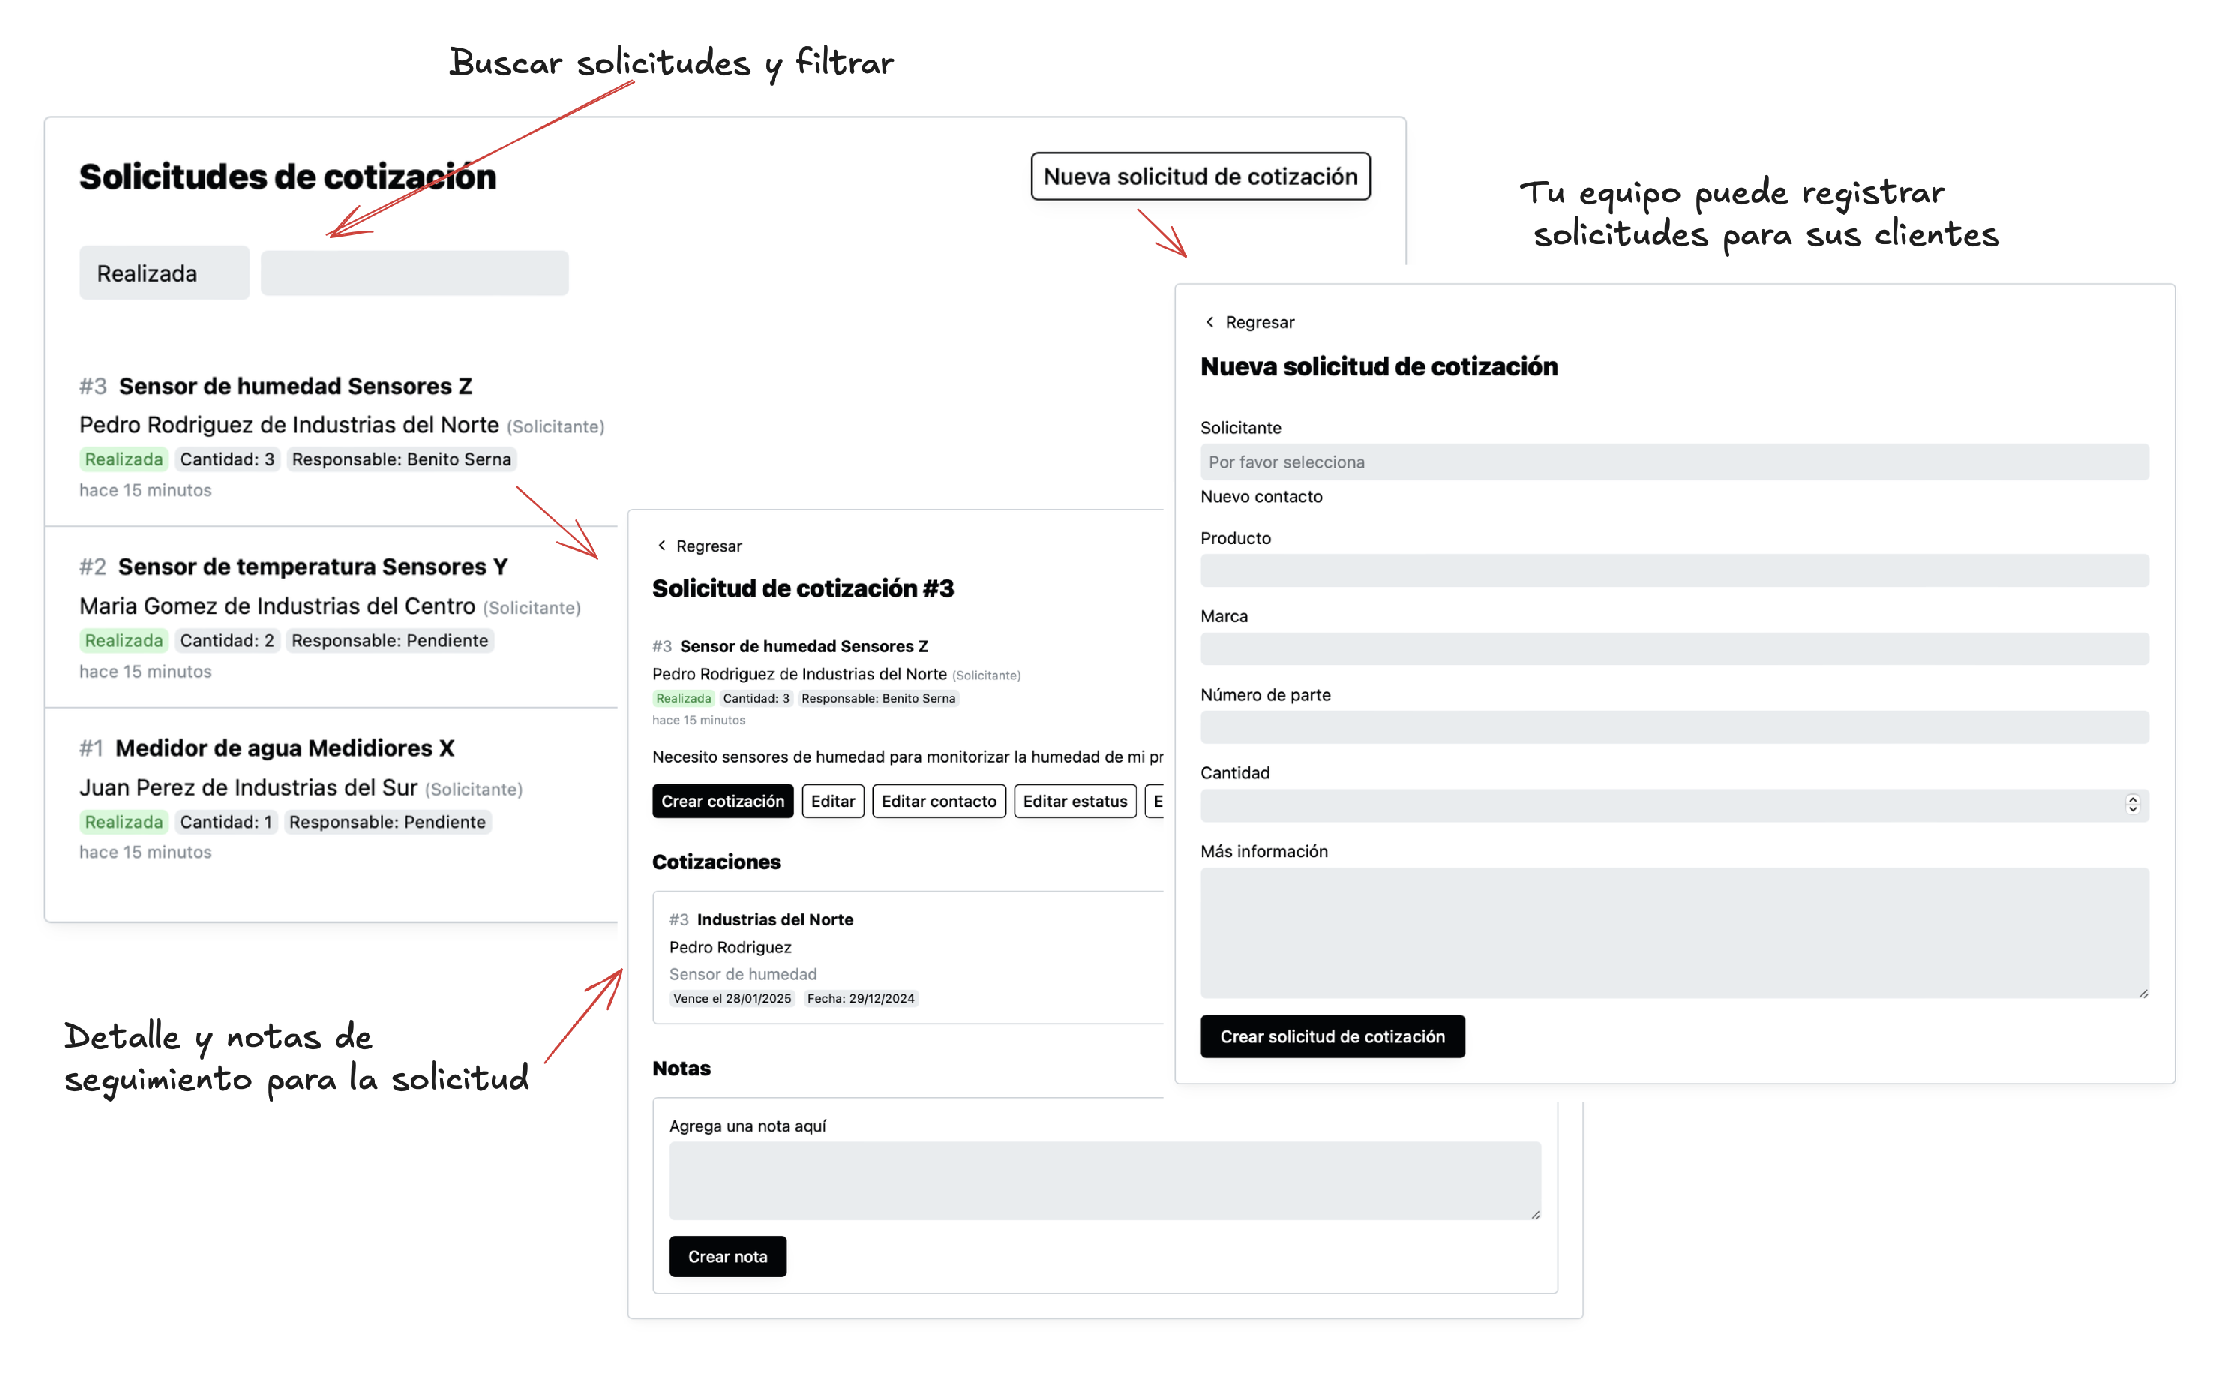 Buscar solicitudes y filtrar
Solicitudes de cotización
Nueva solicitud de cotización
Realizada
#3 Sensor de humedad Sensores Z
Pedro Rodriguez de Industrias del Norte (Solicitante)
Realizada Cantidad: 3 Responsable: Benito Serna
hace 15 minutos
#2 Sensor de temperatura Sensores Y
Maria Gomez de Industrias del Centro (Solicitante)
Realizada Cantidad: 2 Responsable: Pendiente
hace 15 minutos
#1 Medidor de agua Medidiores X
Juan Perez de Industrias del Sur (Solicitante)
Realizada Cantidad: 1 Responsable: Pendiente
hace 15 minutos
Tu equipo puede registrar
solicitudes para sus clientes
Regresar
Nueva solicitud de cotización
Solicitante
Por favor selecciona
Nuevo contacto
Producto
Marca
Número de parte
Cantidad
Más información
Crear solicitud de cotización
Regresar
Solicitud de cotización #3
#3 Sensor de humedad Sensores Z
Pedro Rodriguez de Industrias del Norte (Solicitante)
Realizada Cantidad: 3 Responsable: Benito Serna
hace 15 minutos
Necesito sensores de humedad para monitorizar la humedad de mi pr
Crear cotización Editar Editar contacto Editar estatus E
Cotizaciones
#3 Industrias del Norte
Pedro Rodriguez
Sensor de humedad
Vence el 28/01/2025 Fecha: 29/12/2024
Notas
Agrega una nota aquí
Crear nota
Detalle y notas de
seguimiento para la solicitud